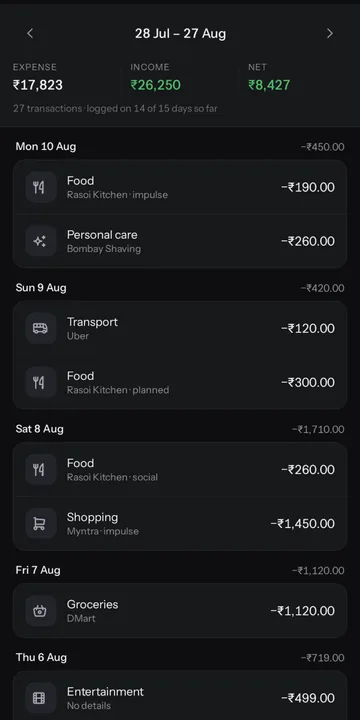 28 Jul – 27 Aug
EXPENSE INCOME NET
₹17,823 ₹26,250 ₹8,427
27 transactions · logged on 14 of 15 days so far
Mon 10 Aug −₹450.00
Food −₹190.00
Rasoi Kitchen · impulse
Personal care −₹260.00
Bombay Shaving
Sun 9 Aug −₹420.00
Transport −₹120.00
Uber
Food −₹300.00
Rasoi Kitchen · planned
Sat 8 Aug −₹1,710.00
Food −₹260.00
Rasoi Kitchen · social
Shopping −₹1,450.00
Myntra · impulse
Fri 7 Aug −₹1,120.00
Groceries −₹1,120.00
DMart
Thu 6 Aug −₹719.00
Entertainment −₹499.00
No details